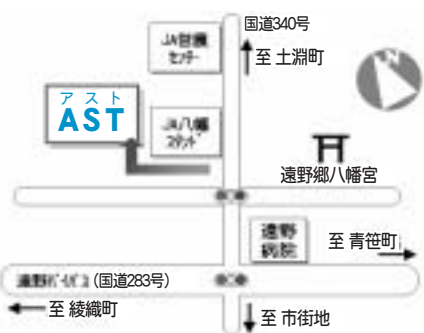 国道340号
JA営農
センター
至 土淵町
アスト
AST
JA八幡
スタンド
遠野郷八幡宮
遠野
病院
至 青笹町
遠野バイパス(国道283号)
至 綾織町
至 市街地